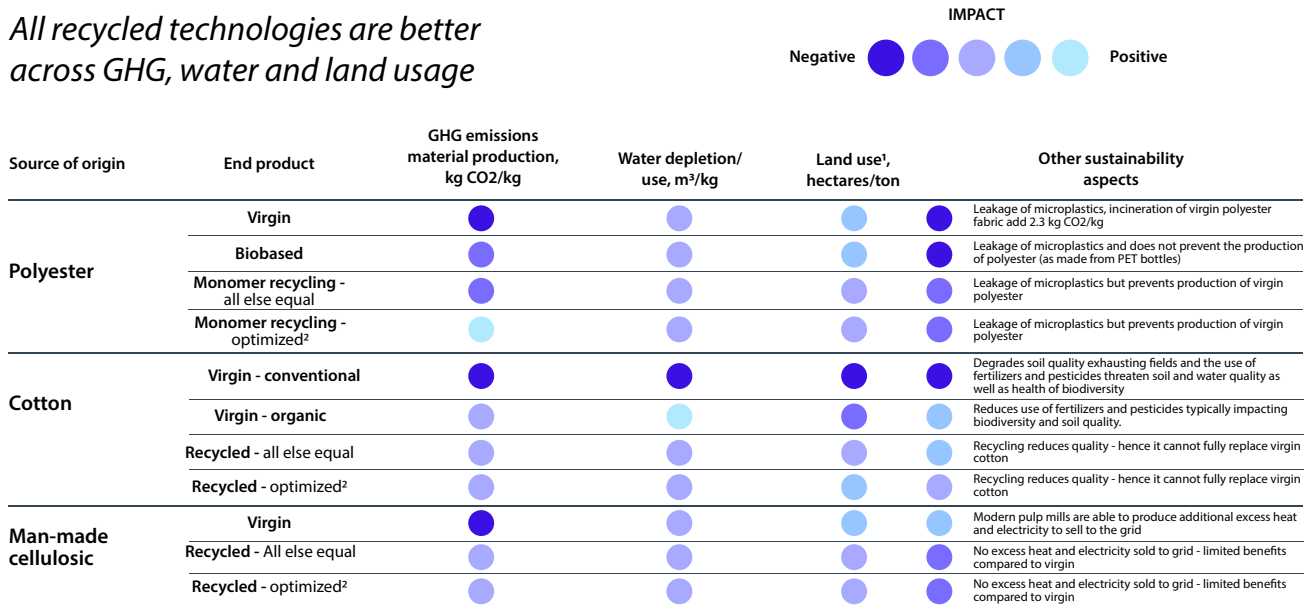 All recycled technologies are better
across GHG, water and land usage
IMPACT
Negative
Positive
Source of origin
End product
GHG emissions
material production,
kg CO2/kg
Water depletion/
use, m³/kg
Land use¹,
hectares/ton
Other sustainability
aspects
Polyester
Virgin
Leakage of microplastics, incineration of virgin polyester
fabric add 2.3 kg CO2/kg
Biobased
Leakage of microplastics and does not prevent the production
of polyester (as made from PET bottles)
Monomer recycling -
all else equal
Leakage of microplastics but prevents production of virgin
polyester
Monomer recycling -
optimized²
Leakage of microplastics but prevents production of virgin
polyester
Cotton
Virgin - conventional
Degrades soil quality exhausting fields and the use of
fertilizers and pesticides threaten soil and water quality as
well as health of biodiversity
Virgin - organic
Reduces use of fertilizers and pesticides typically impacting
biodiversity and soil quality.
Recycled - all else equal
Recycling reduces quality - hence it cannot fully replace virgin
cotton
Recycled - optimized²
Recycling reduces quality - hence it cannot fully replace virgin
cotton
Man-made
cellulosic
Virgin
Modern pulp mills are able to produce additional excess heat
and electricity to sell to the grid
Recycled - All else equal
No excess heat and electricity sold to grid - limited benefits
compared to virgin
Recycled - optimized²
No excess heat and electricity sold to grid - limited benefits
compared to virgin